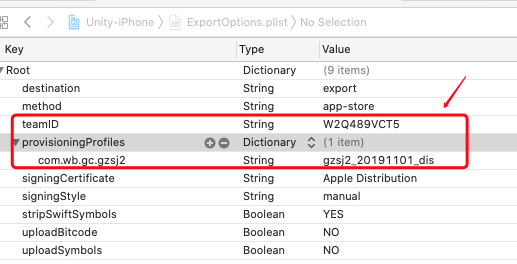 Unity-iPhone ExportOptions.plist No Selection
Key Type Value
Root Dictionary (9 items)
destination String export
method String app-store
teamID String W2Q489VCT5
provisioningProfiles Dictionary (1 item)
com.wb.gc.gzsj2 String gzsj2_20191101_dis
signingCertificate String Apple Distribution
signingStyle String manual
stripSwiftSymbols Boolean YES
uploadBitcode Boolean NO
uploadSymbols Boolean NO